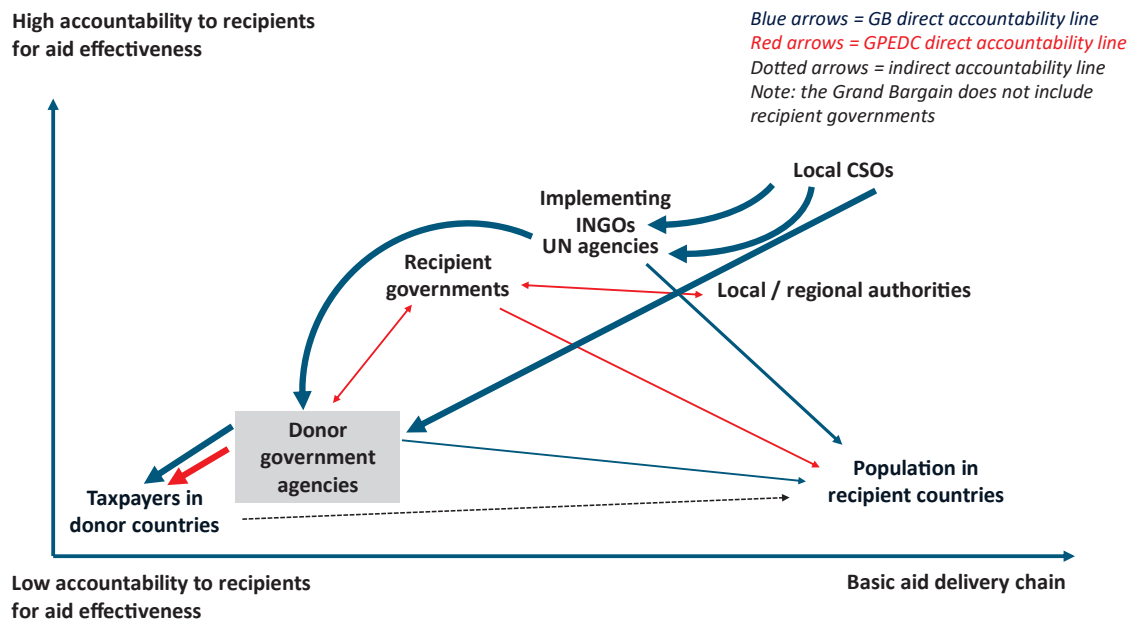 High accountability to recipients
for aid effectiveness
Blue arrows = GB direct accountability line
Red arrows = GPEDC direct accountability line
Dotted arrows = indirect accountability line
Note: the Grand Bargain does not include
recipient governments
Local CSOs
Implementing
INGOs
UN agencies
Recipient
governments
Local / regional authorities
Donor
government
agencies
Population in
recipient countries
Taxpayers in
donor countries
Low accountability to recipients
for aid effectiveness
Basic aid delivery chain